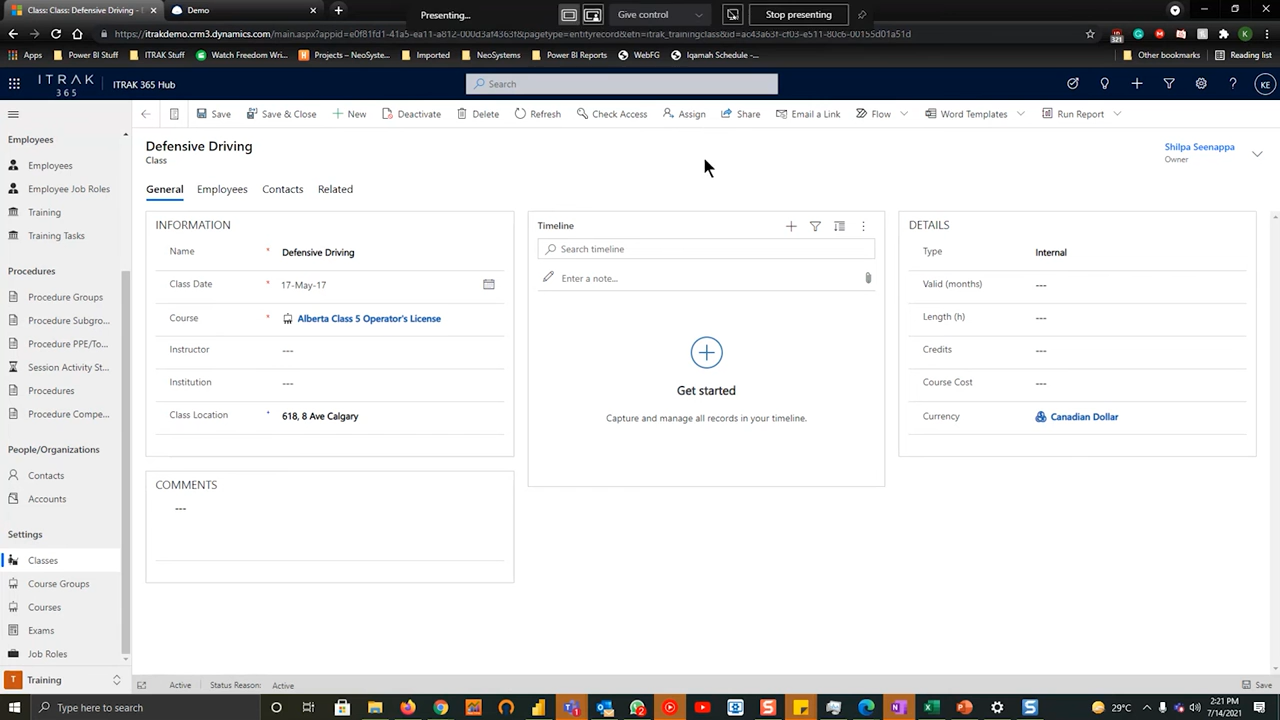 Class: Class: Defensive Driving
Demo
Presenting...
Give control
Stop presenting
https://itrakdemo.crm3.dynamics.com/main.aspx?appid=e0f81fd1-41a5-ea11-a812-000d3af4363f&pagetype=entityrecord&etn=itrak_trainingclass&id=ac43a63f-cf03-e511-80c6-00155d01a51d
321
Apps
Power BI Stuff
ITRAK Stuff
Watch Freedom Wri...
Projects – NeoSyste...
Imported
NeoSystems
Power BI Reports
WebFG
Iqamah Schedule -...
Other bookmarks
Reading list
ITRAK
365
ITRAK 365 Hub
Search
KE
Save
Save & Close
New
Deactivate
Delete
Refresh
Check Access
Assign
Share
Email a Link
Flow
Word Templates
Run Report
Employees
Employees
Employee Job Roles
Training
Training Tasks
Procedures
Procedure Groups
Procedure Subgro...
Procedure PPE/To...
Session Activity St...
Procedures
Procedure Compe...
People/Organizations
Contacts
Accounts
Settings
Classes
Course Groups
Courses
Exams
Job Roles
T
Training
Defensive Driving
Class
Shilpa Seenappa
Owner
General
Employees
Contacts
Related
INFORMATION
Name
*
Defensive Driving
Class Date
*
17-May-17
Course
*
Alberta Class 5 Operator's License
Instructor
---
Institution
---
Class Location
618, 8 Ave Calgary
COMMENTS
---
Timeline
Search timeline
Enter a note...
Get started
Capture and manage all records in your timeline.
DETAILS
Type
Internal
Valid (months)
---
Length (h)
---
Credits
---
Course Cost
---
Currency
Canadian Dollar
Active
Status Reason:
Active
Save
Type here to search
29°C
2:21 PM
7/14/2021